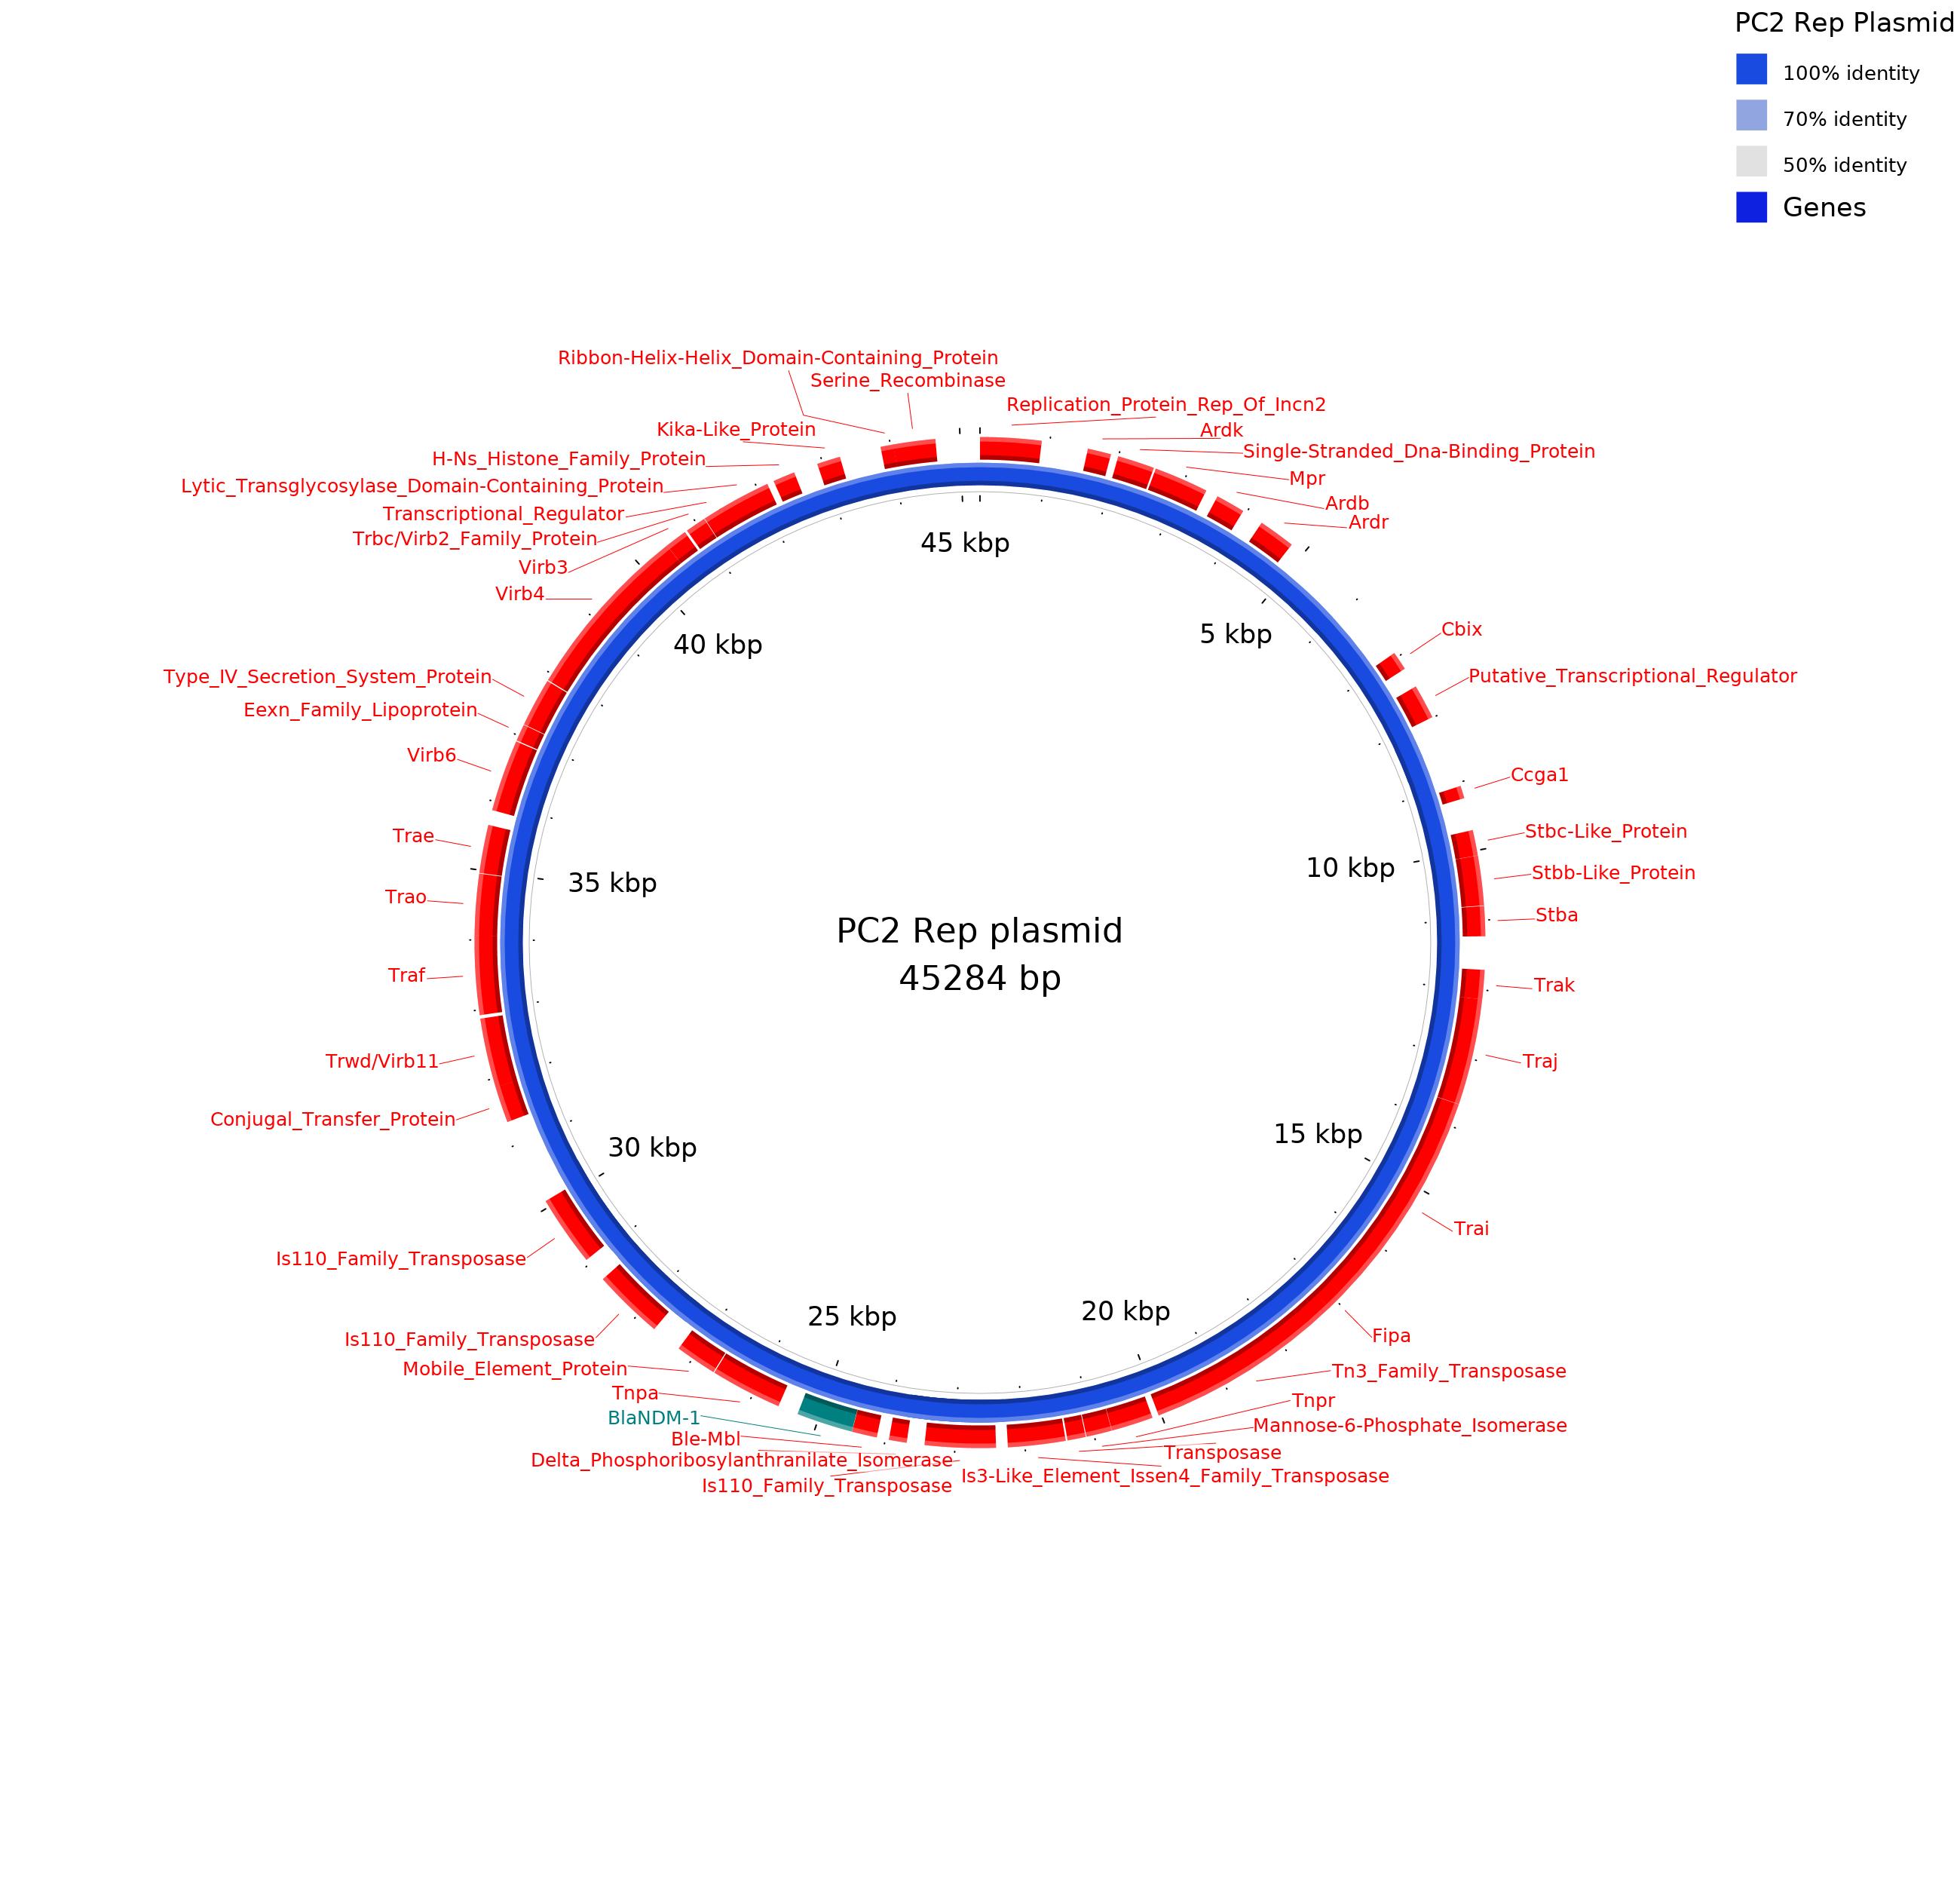 PC2 Rep Plasmid
100% identity
70% identity
50% identity
Genes
Ribbon-Helix-Helix_Domain-Containing_Protein
Serine_Recombinase
Replication_Protein_Rep_Of_Incn2
Kika-Like_Protein
Ardk
Single-Stranded_Dna-Binding_Protein
H-Ns_Histone_Family_Protein
Mpr
Lytic_Transglycosylase_Domain-Containing_Protein
Ardb
Transcriptional_Regulator
Ardr
Trbc/Virb2_Family_Protein
45 kbp
Virb3
Virb4
Cbix
5 kbp
40 kbp
Type_IV_Secretion_System_Protein
Putative_Transcriptional_Regulator
Eexn_Family_Lipoprotein
Virb6
Ccga1
Stbc-Like_Protein
Trae
10 kbp
Stbb-Like_Protein
35 kbp
Trao
Stba
PC2 Rep plasmid
45284 bp
Traf
Trak
Trwd/Virb11
Traj
Conjugal_Transfer_Protein
15 kbp
30 kbp
Trai
Is110_Family_Transposase
20 kbp
25 kbp
Fipa
Is110_Family_Transposase
Mobile_Element_Protein
Tn3_Family_Transposase
Tnpa
Tnpr
BlaNDM-1
Mannose-6-Phosphate_Isomerase
Ble-Mbl
Transposase
Delta_Phosphoribosylanthranilate_Isomerase
Is3-Like_Element_Issen4_Family_Transposase
Is110_Family_Transposase